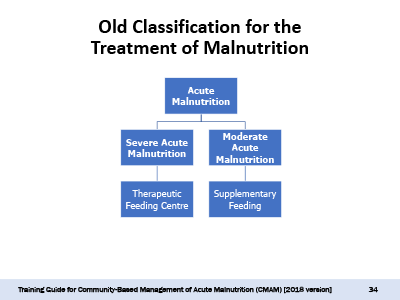 Old Classification for the
Treatment of Malnutrition
Acute
Malnutrition
Severe Acute
Malnutrition
Moderate
Acute
Malnutrition
Therapeutic
Feeding Centre
Supplementary
Feeding
Training Guide for Community-Based Management of Acute Malnutrition (CMAM) [2018 version]
34